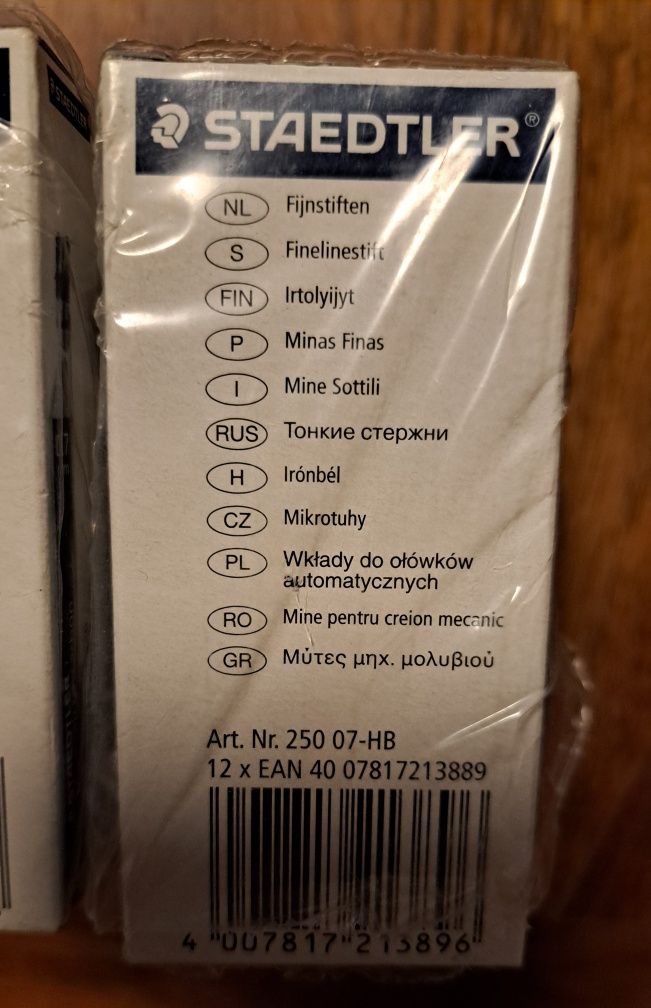 STAEDTLER®
NL Fijnstiften
S Finelinestift
FIN Irtolyijyt
P Minas Finas
I Mine Sottili
RUS Тонкие стержни
H Irónbél
CZ Mikrotuhy
PL Wkłady do ołówków
automatycznych
RO Mine pentru creion mecanic
GR Μύτες μηχ. μολυβιού
Art. Nr. 250 07-HB
12 x EAN 40 07817213889
4 007817 213896